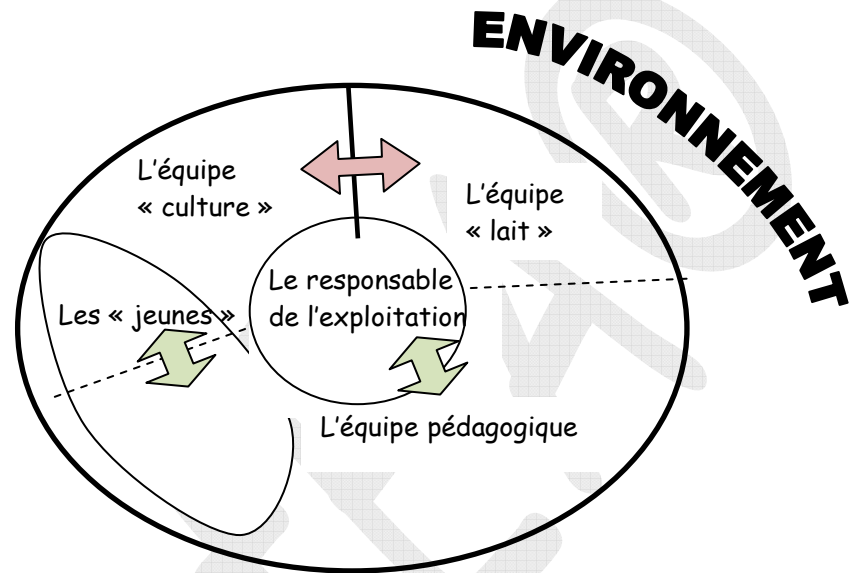 ENVIRONNEMENT
L'équipe
« culture »
L'équipe
« lait »
Le responsable
de l'exploitation
Les « jeunes »
L'équipe pédagogique